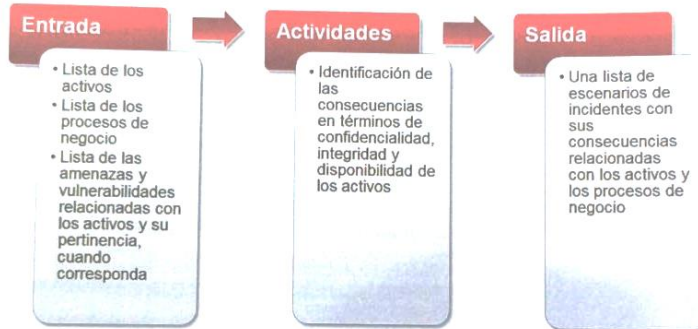 Entrada
• Lista de los
activos
• Lista de los
procesos de
negocio
• Lista de las
amenazas y
vulnerabilidades
relacionadas con
los activos y su
pertinencia,
cuando
corresponda
Actividades
• Identificación de
las
consecuencias
en términos de
confidencialidad,
integridad y
disponibilidad de
los activos
Salida
• Una lista de
escenarios de
incidentes con
sus
consecuencias
relacionadas
con los activos y
los procesos de
negocio